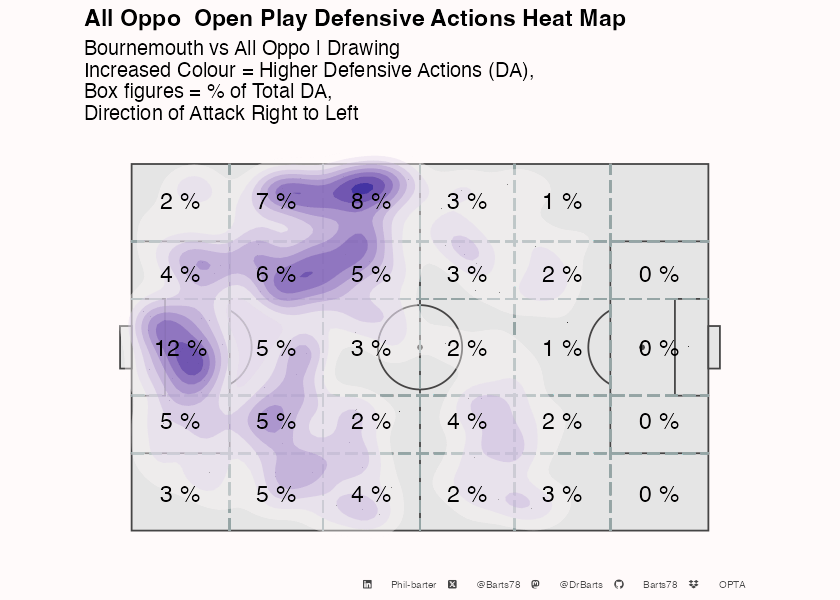 All Oppo  Open Play Defensive Actions Heat Map
Bournemouth vs All Oppo | Drawing
Increased Colour = Higher Defensive Actions (DA),
Box figures = % of Total DA,
Direction of Attack Right to Left
2 % 7 % 8 % 3 % 1 %
4 % 6 % 5 % 3 % 2 % 0 %
12 % 5 % 3 % 2 % 1 % 0 %
5 % 5 % 2 % 4 % 2 % 0 %
3 % 5 % 4 % 2 % 3 % 0 %
Phil-barter @Barts78 @DrBarts Barts78 OPTA